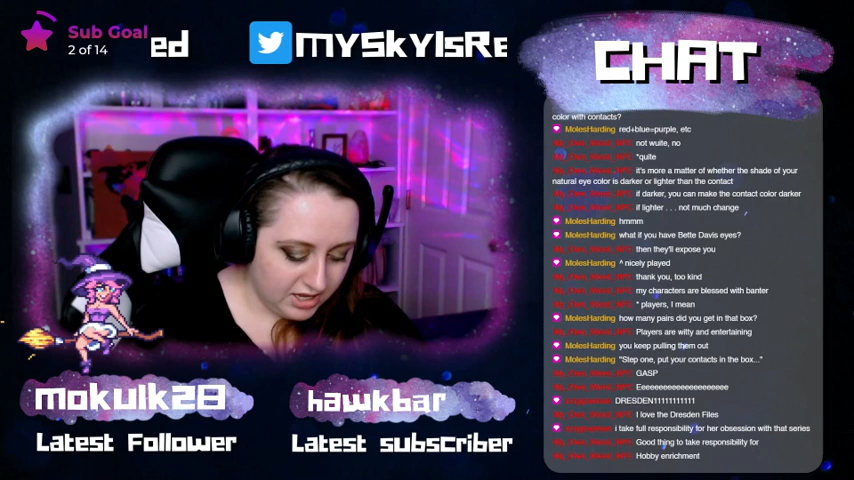 Sub Goal
2 of 14
ed
MYSKYISRE
CHAT
color with contacts?
MolesHarding red+blue=purple, etc
not wuite, no
*quite
it's more a matter of whether the shade of your
natural eye color is darker or lighter than the contact
if darker, you can make the contact color darker
if lighter . . . not much change
MolesHarding hmmm
MolesHarding what if you have Bette Davis eyes?
then they'll expose you
MolesHarding ^ nicely played
thank you, too kind
my characters are blessed with banter
* players, I mean
MolesHarding how many pairs did you get in that box?
Players are witty and entertaining
MolesHarding you keep pulling them out
MolesHarding "Step one, put your contacts in the box..."
GASP
Eeeeeeeeeeeeeeeeeeee
DRESDEN11111111111
I love the Dresden Files
i take full responsibility for her obsession with that series
Good thing to take responsibility for
Hobby enrichment
mokulk28
hawkbar
Latest Follower
Latest subscriber